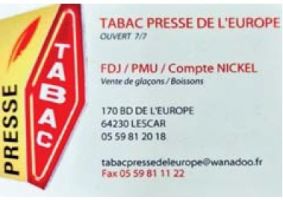 TABAC PRESSE DE L'EUROPE
OUVERT 7/7
FDJ / PMU / Compte NICKEL
Vente de glaçons / Boissons
170 BD DE L'EUROPE
64230 LESCAR
05 59 81 20 18
tabacpressedeleurope@wanadoo.fr
Fax 05 59 81 11 22
PRESSE
TABAC